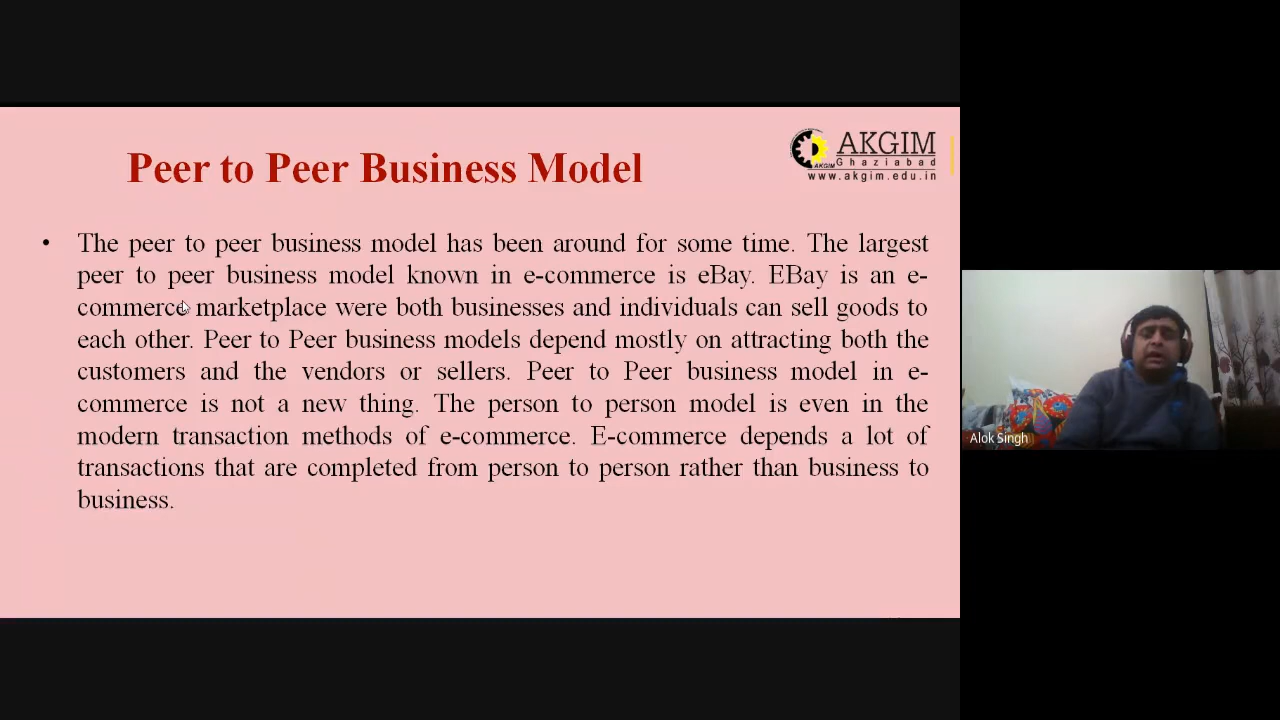 Peer to Peer Business Model
AKGIM
Ghaziabad
AKGIM
www.akgim.edu.in
• The peer to peer business model has been around for some time. The largest
peer to peer business model known in e-commerce is eBay. EBay is an e-
commerce marketplace were both businesses and individuals can sell goods to
each other. Peer to Peer business models depend mostly on attracting both the
customers and the vendors or sellers. Peer to Peer business model in e-
commerce is not a new thing. The person to person model is even in the
modern transaction methods of e-commerce. E-commerce depends a lot of
transactions that are completed from person to person rather than business to
business.
Alok Singh